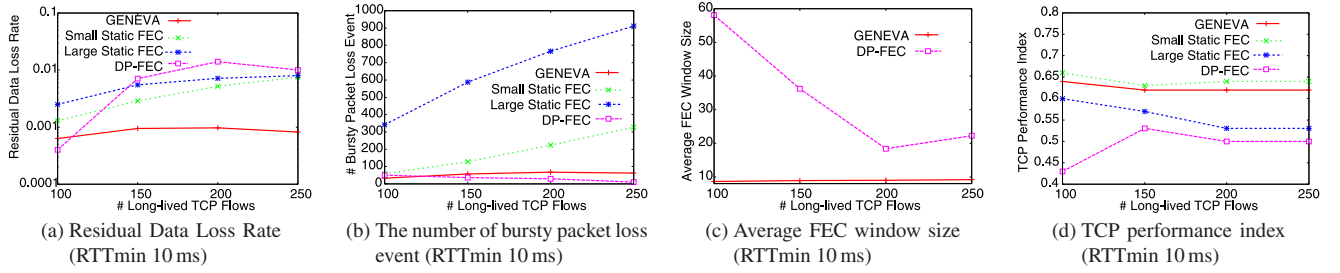 Residual Data Loss Rate
0.1
0.01
0.001
0.0001
GENEVA
Small Static FEC
Large Static FEC
DP-FEC
100 150 200 250
# Long-lived TCP Flows
(a) Residual Data Loss Rate
(RTTmin 10 ms)
# Bursty Packet Loss Event
1000
900
800
700
600
500
400
300
200
100
0
GENEVA
Small Static FEC
Large Static FEC
DP-FEC
100 150 200 250
# Long-lived TCP Flows
(b) The number of bursty packet loss
event (RTTmin 10 ms)
Average FEC Window Size
60
50
40
30
20
10
GENEVA
DP-FEC
100 150 200 250
# Long-lived TCP Flows
(c) Average FEC window size
(RTTmin 10 ms)
TCP Performance Index
0.8
0.75
0.7
0.65
0.6
0.55
0.5
0.45
0.4
GENEVA
Small Static FEC
Large Static FEC
DP-FEC
100 150 200 250
# Long-lived TCP Flows
(d) TCP performance index
(RTTmin 10 ms)